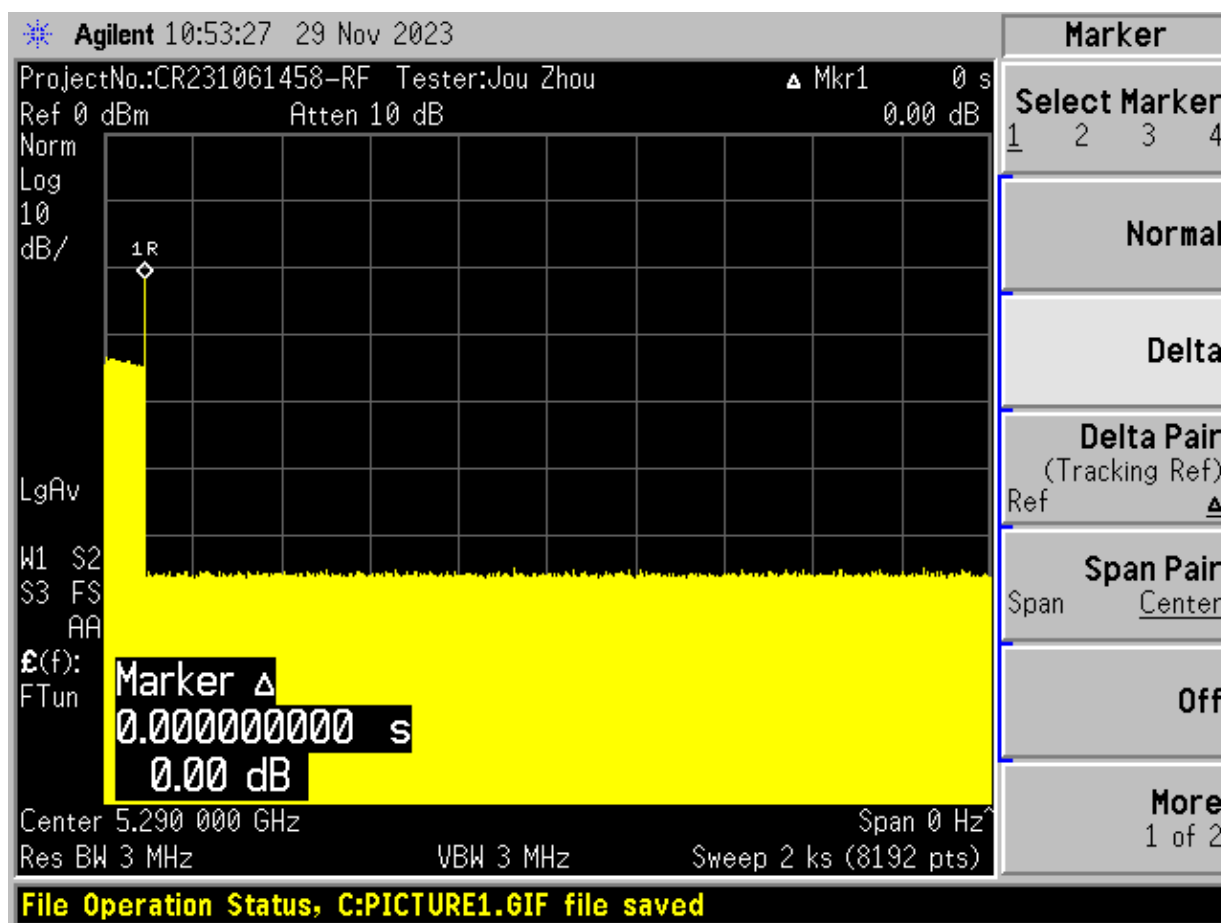 Agilent 10:53:27 29 Nov 2023
ProjectNo.:CR231061458-RF Tester:Jou Zhou
Δ Mkr1 0 s
Ref 0 dBm Atten 10 dB 0.00 dB
Norm
Log
10
dB/
1R
LgAv
W1 S2
S3 FS
AA
£(f):
FTun
Marker Δ
0.000000000 s
0.00 dB
Center 5.290 000 GHz Span 0 Hz^
Res BW 3 MHz VBW 3 MHz Sweep 2 ks (8192 pts)
File Operation Status, C:PICTURE1.GIF file saved
Marker
Select Marker
1 2 3 4
Normal
Delta
Delta Pair
(Tracking Ref)
Ref Δ
Span Pair
Span Center
Off
More
1 of 2